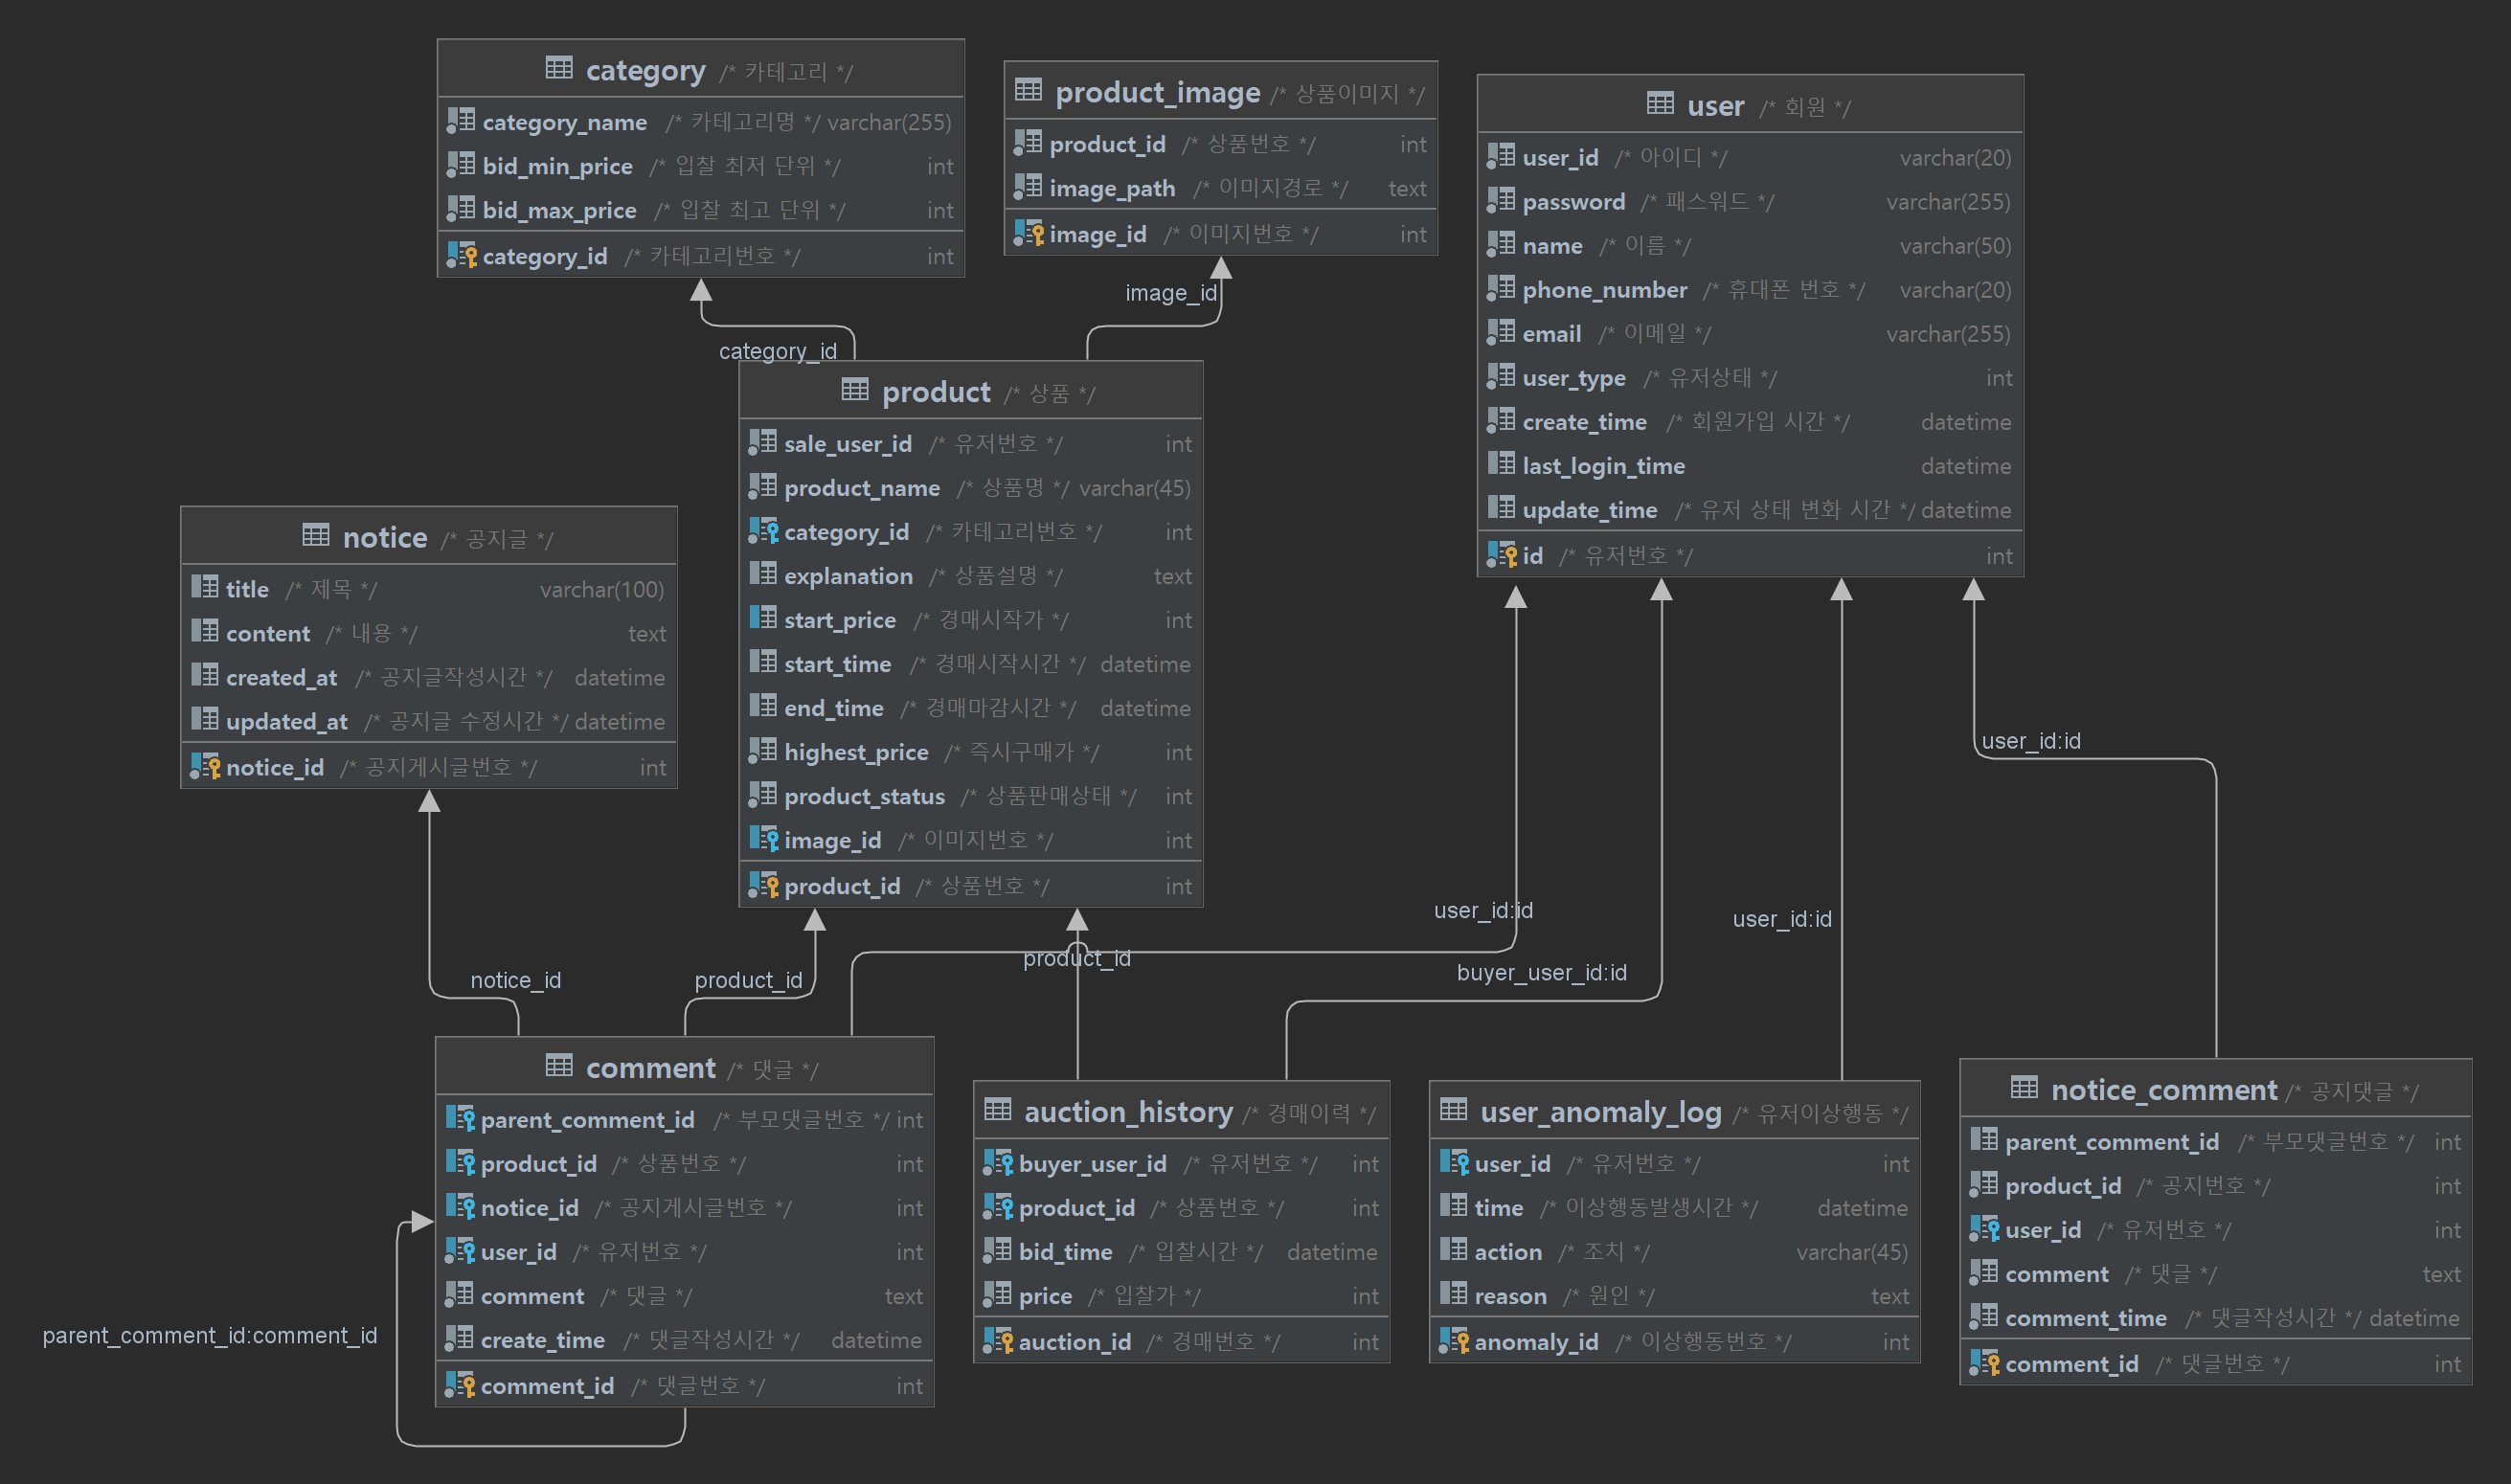 category /* 카테고리 */
category_name /* 카테고리명 */ varchar(255)
bid_min_price /* 입찰 최저 단위 */ int
bid_max_price /* 입찰 최고 단위 */ int
category_id /* 카테고리번호 */ int
product_image /* 상품이미지 */
product_id /* 상품번호 */ int
image_path /* 이미지경로 */ text
image_id /* 이미지번호 */ int
user /* 회원 */
user_id /* 아이디 */ varchar(20)
password /* 패스워드 */ varchar(255)
name /* 이름 */ varchar(50)
phone_number /* 휴대폰 번호 */ varchar(20)
email /* 이메일 */ varchar(255)
user_type /* 유저상태 */ int
create_time /* 회원가입 시간 */ datetime
last_login_time datetime
update_time /* 유저 상태 변화 시간 */ datetime
id /* 유저번호 */ int
image_id
category_id
product /* 상품 */
sale_user_id /* 유저번호 */ int
product_name /* 상품명 */ varchar(45)
category_id /* 카테고리번호 */ int
explanation /* 상품설명 */ text
start_price /* 경매시작가 */ int
start_time /* 경매시작시간 */ datetime
end_time /* 경매마감시간 */ datetime
highest_price /* 즉시구매가 */ int
product_status /* 상품판매상태 */ int
image_id /* 이미지번호 */ int
product_id /* 상품번호 */ int
notice /* 공지글 */
title /* 제목 */ varchar(100)
content /* 내용 */ text
created_at /* 공지글작성시간 */ datetime
updated_at /* 공지글 수정시간 */ datetime
notice_id /* 공지게시글번호 */ int
user_id:id
user_id:id
user_id:id
buyer_user_id:id
product_id
product_id
notice_id
comment /* 댓글 */
parent_comment_id /* 부모댓글번호 */ int
product_id /* 상품번호 */ int
notice_id /* 공지게시글번호 */ int
user_id /* 유저번호 */ int
comment /* 댓글 */ text
create_time /* 댓글작성시간 */ datetime
comment_id /* 댓글번호 */ int
parent_comment_id:comment_id
auction_history /* 경매이력 */
buyer_user_id /* 유저번호 */ int
product_id /* 상품번호 */ int
bid_time /* 입찰시간 */ datetime
price /* 입찰가 */ int
auction_id /* 경매번호 */ int
user_anomaly_log /* 유저이상행동 */
user_id /* 유저번호 */ int
time /* 이상행동발생시간 */ datetime
action /* 조치 */ varchar(45)
reason /* 원인 */ text
anomaly_id /* 이상행동번호 */ int
notice_comment /* 공지댓글 */
parent_comment_id /* 부모댓글번호 */ int
product_id /* 공지번호 */ int
user_id /* 유저번호 */ int
comment /* 댓글 */ text
comment_time /* 댓글작성시간 */ datetime
comment_id /* 댓글번호 */ int